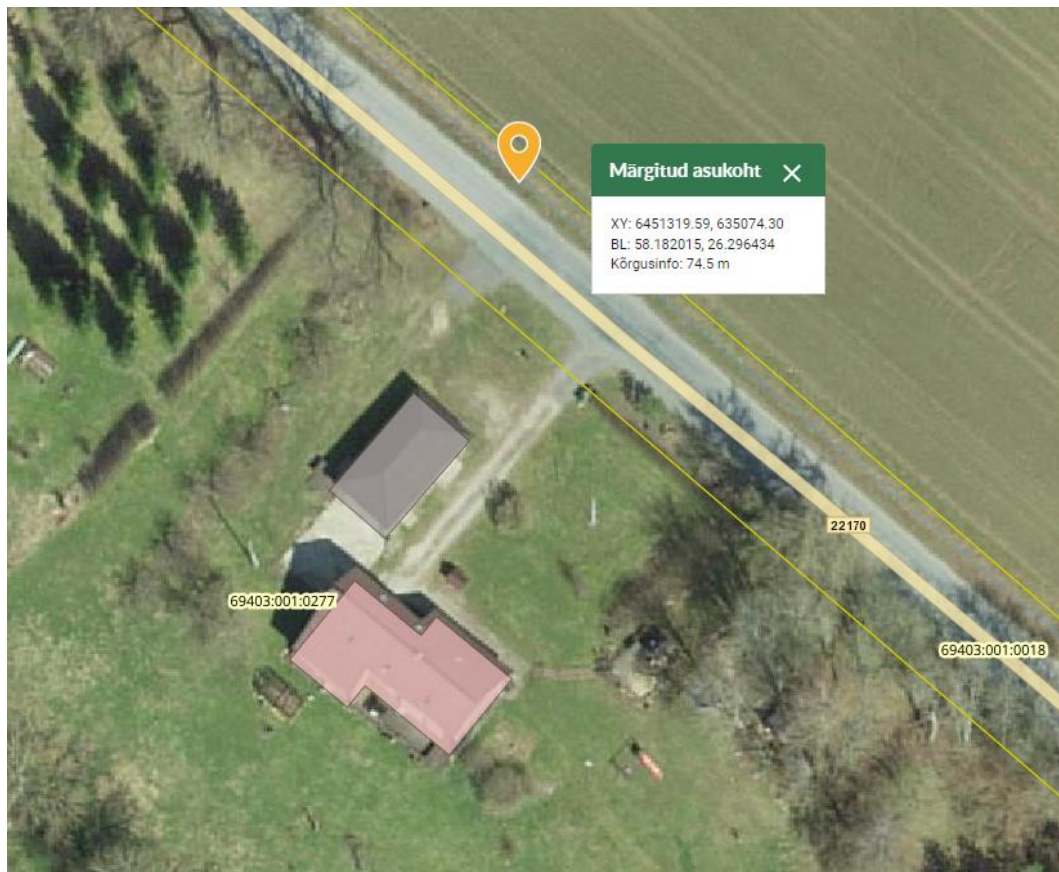 Märgitud asukoht
XY: 6451319.59, 635074.30
BL: 58.182015, 26.296434
Kõrgusinfo: 74.5 m
22170
69403:001:0277
69403:001:0018